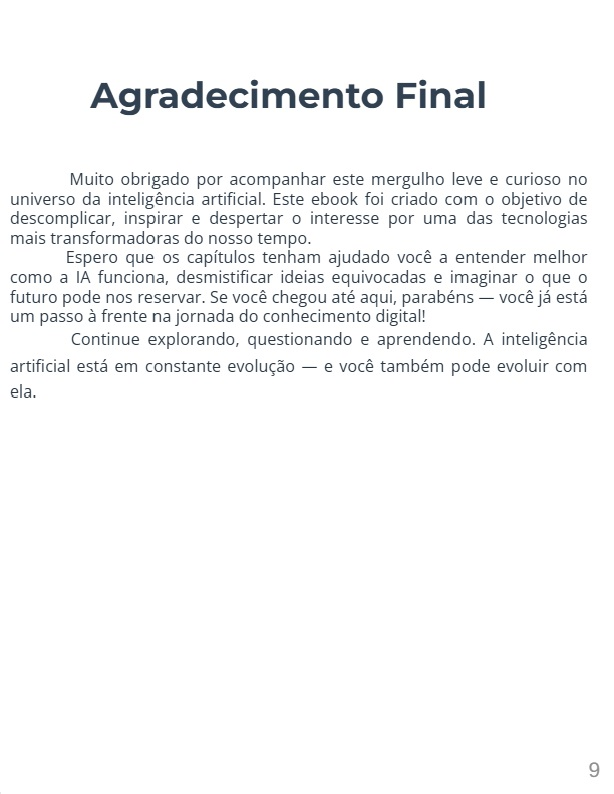 Agradecimento Final
Muito obrigado por acompanhar este mergulho leve e curioso no
universo da inteligência artificial. Este ebook foi criado com o objetivo de
descomplicar, inspirar e despertar o interesse por uma das tecnologias
mais transformadoras do nosso tempo.
Espero que os capítulos tenham ajudado você a entender melhor
como a IA funciona, desmistificar ideias equivocadas e imaginar o que o
futuro pode nos reservar. Se você chegou até aqui, parabéns — você já está
um passo à frente na jornada do conhecimento digital!
Continue explorando, questionando e aprendendo. A inteligência
artificial está em constante evolução — e você também pode evoluir com
ela.
9